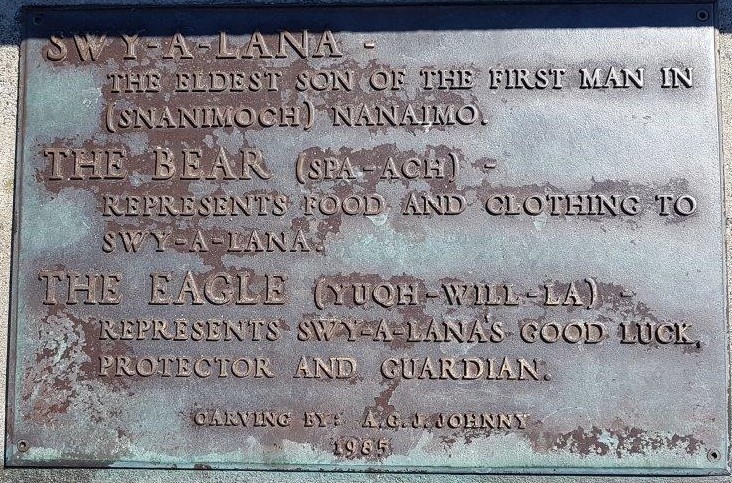 SWY-A-LANA -
THE ELDEST SON OF THE FIRST MAN IN
(SNANIMOCH) NANAIMO.
THE BEAR (SPA-ACH) -
REPRESENTS FOOD AND CLOTHING TO
SWY-A-LANA.
THE EAGLE (YUQH-WILL-LA) -
REPRESENTS SWY-A-LANA'S GOOD LUCK,
PROTECTOR AND GUARDIAN.
CARVING BY: A.G.J. JOHNNY
1985